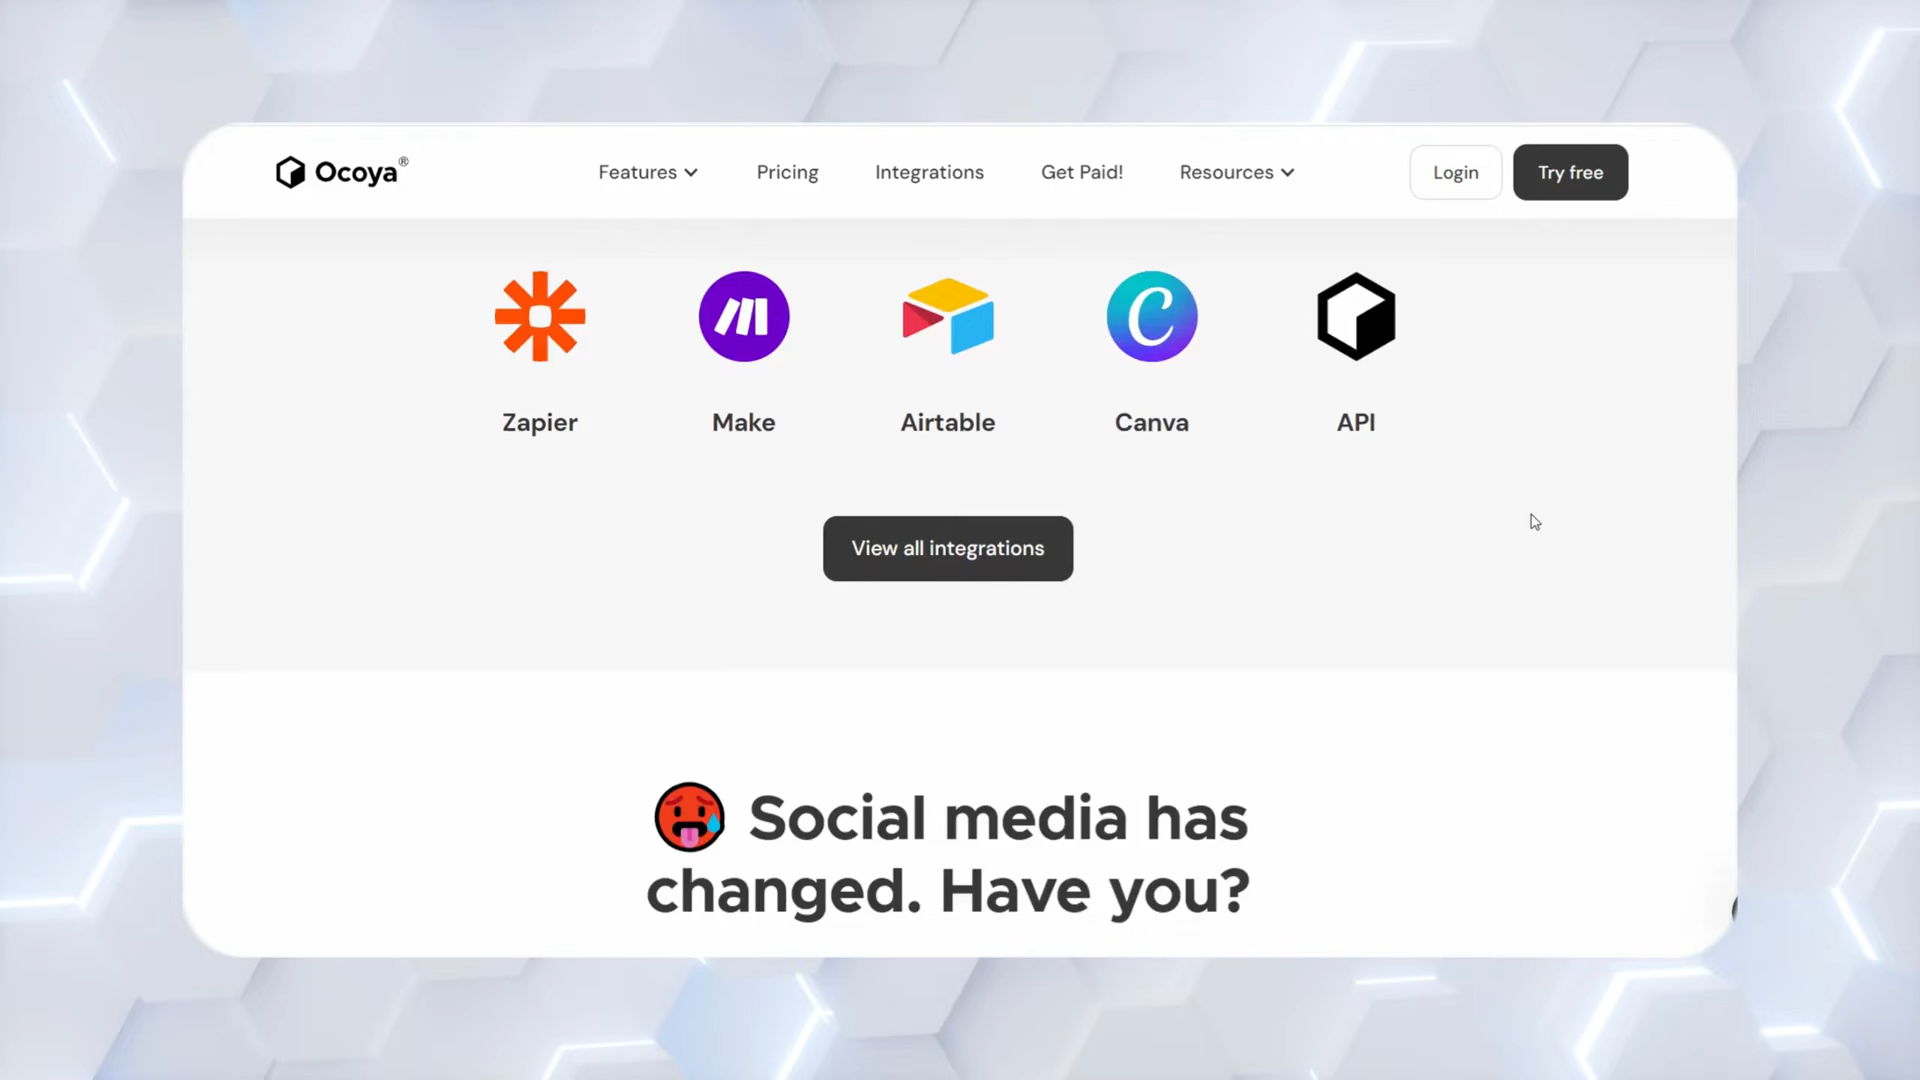 Ocoya®
Features
Pricing
Integrations
Get Paid!
Resources
Login
Try free
Zapier
Make
Airtable
Canva
API
View all integrations
Social media has
changed. Have you?